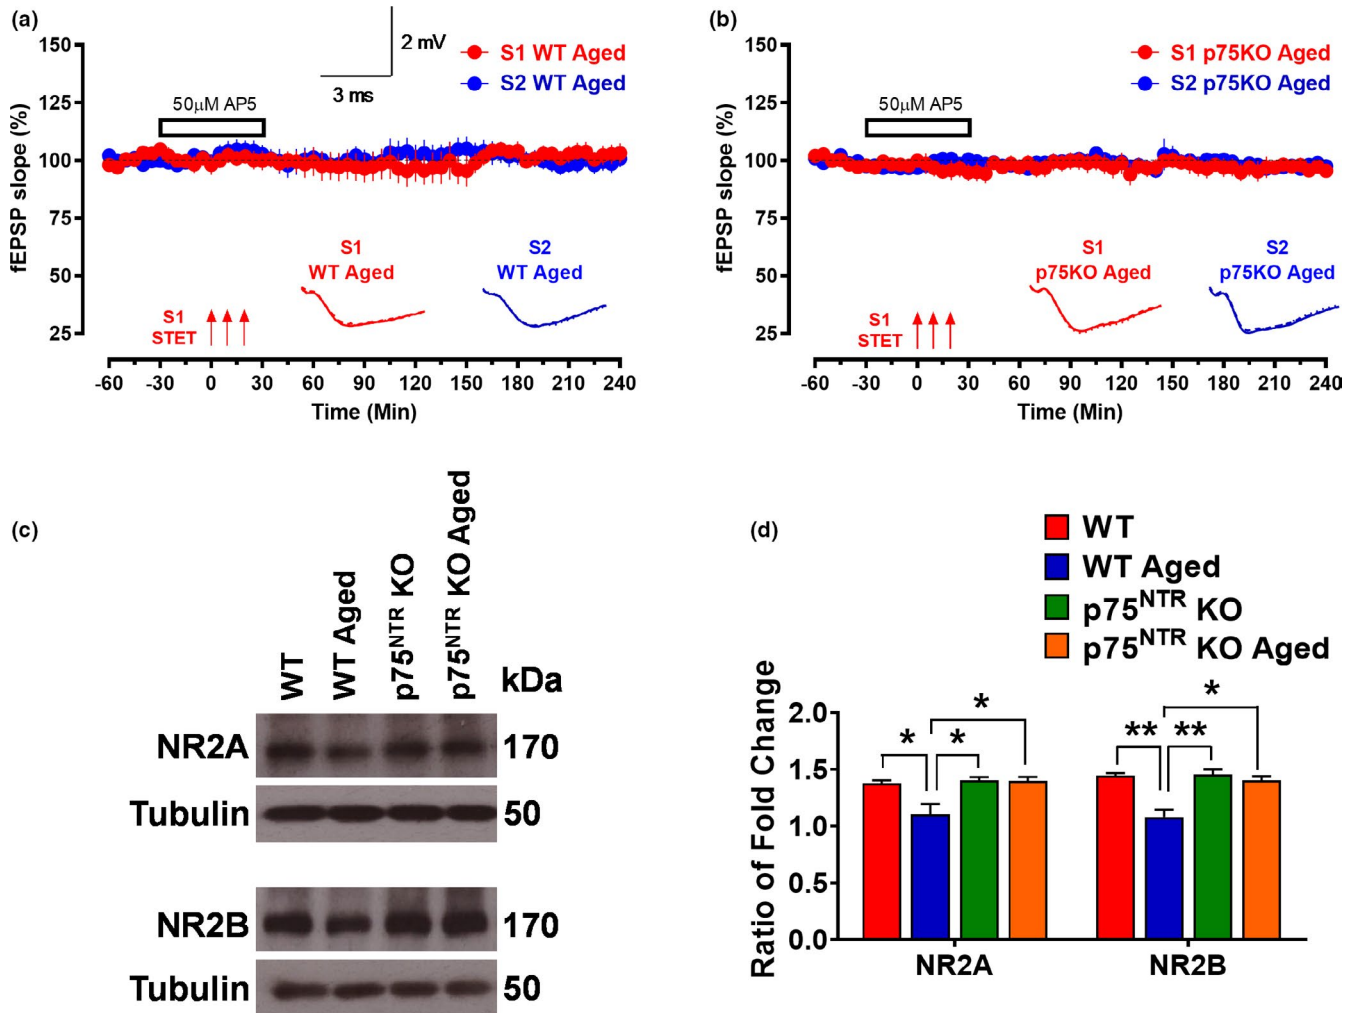 (a)
2 mV
3 ms
S1 WT Aged
S2 WT Aged
fEPSP slope (%)
150
125
100
75
50
25
50μM AP5
S1
WT Aged
S2
WT Aged
S1
STET
-60 -30 0 30 60 90 120 150 180 210 240
Time (Min)
(b)
S1 p75KO Aged
S2 p75KO Aged
fEPSP slope (%)
150
125
100
75
50
25
50μM AP5
S1
p75KO Aged
S2
p75KO Aged
S1
STET
-60 -30 0 30 60 90 120 150 180 210 240
Time (Min)
(c)
WT
WT Aged
p75NTR KO
p75NTR KO Aged
kDa
NR2A 170
Tubulin 50
NR2B 170
Tubulin 50
(d)
WT
WT Aged
p75NTR KO
p75NTR KO Aged
Ratio of Fold Change
2.0
1.5
1.0
0.5
0.0
* * *
** ** *
NR2A NR2B